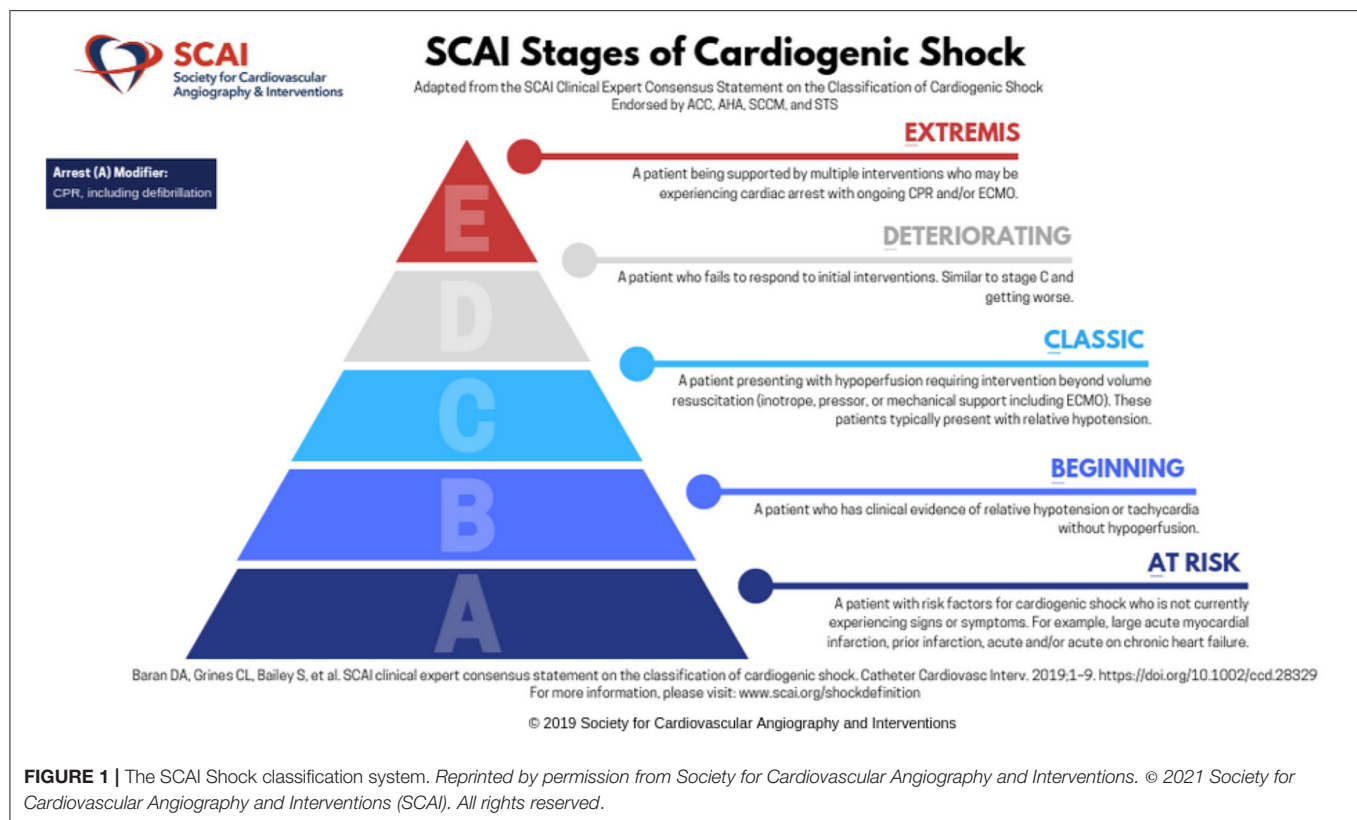 SCAI
Society for Cardiovascular
Angiography & Interventions
SCAI Stages of Cardiogenic Shock
Adapted from the SCAI Clinical Expert Consensus Statement on the Classification of Cardiogenic Shock
Endorsed by ACC, AHA, SCCM, and STS
Arrest (A) Modifier:
CPR, including defibrillation
E
EXTREMIS
A patient being supported by multiple interventions who may be
experiencing cardiac arrest with ongoing CPR and/or ECMO.
D
DETERIORATING
A patient who fails to respond to initial interventions. Similar to stage C and
getting worse.
C
CLASSIC
A patient presenting with hypoperfusion requiring intervention beyond volume
resuscitation (inotrope, pressor, or mechanical support including ECMO). These
patients typically present with relative hypotension.
B
BEGINNING
A patient who has clinical evidence of relative hypotension or tachycardia
without hypoperfusion.
A
AT RISK
A patient with risk factors for cardiogenic shock who is not currently
experiencing signs or symptoms. For example, large acute myocardial
infarction, prior infarction, acute and/or acute on chronic heart failure.
Baran DA, Grines CL, Bailey S, et al. SCAI clinical expert consensus statement on the classification of cardiogenic shock. Catheter Cardiovasc Interv. 2019;1–9. https://doi.org/10.1002/ccd.28329
For more information, please visit: www.scai.org/shockdefinition
© 2019 Society for Cardiovascular Angiography and Interventions
FIGURE 1 | The SCAI Shock classification system. Reprinted by permission from Society for Cardiovascular Angiography and Interventions. © 2021 Society for
Cardiovascular Angiography and Interventions (SCAI). All rights reserved.